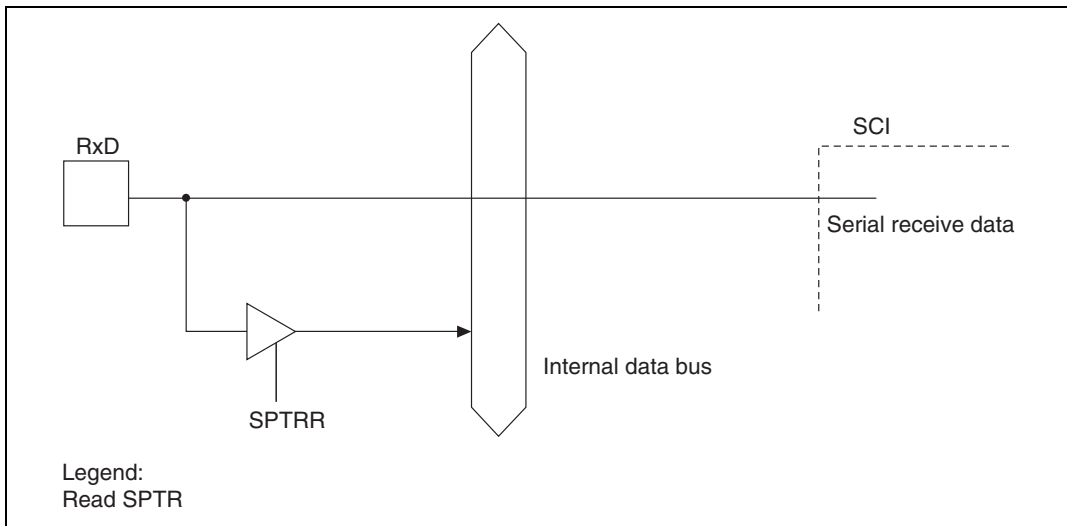 RxD
SCI
Serial receive data
Internal data bus
SPTRR
Legend:
Read SPTR